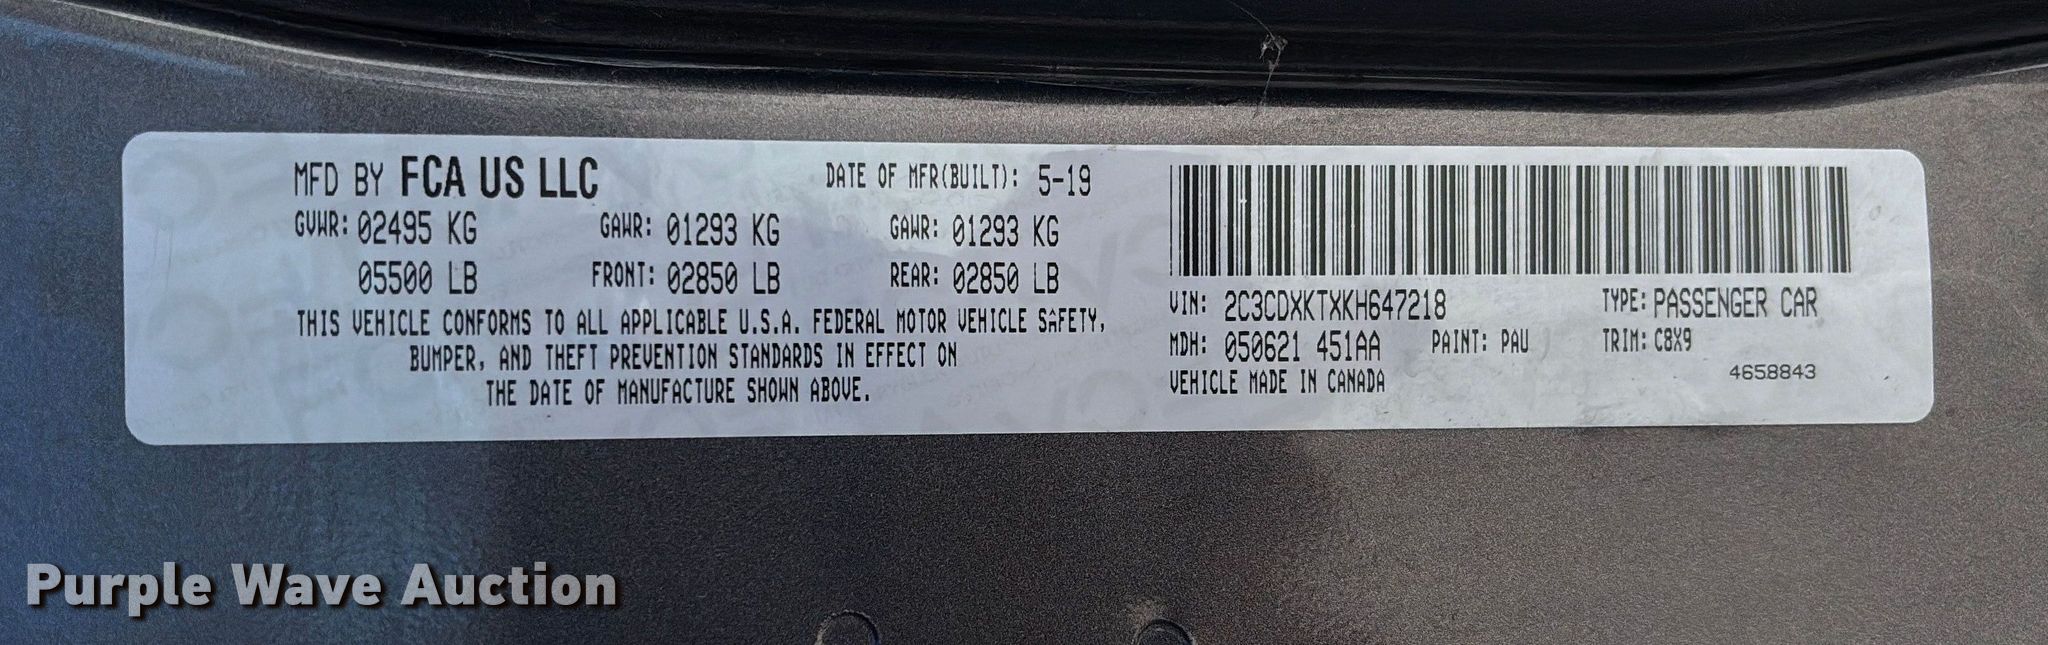 MFD BY FCA US LLC DATE OF MFR(BUILT): 5-19
GVWR: 02495 KG GAWR: 01293 KG GAWR: 01293 KG
05500 LB FRONT: 02850 LB REAR: 02850 LB
THIS VEHICLE CONFORMS TO ALL APPLICABLE U.S.A. FEDERAL MOTOR VEHICLE SAFETY,
BUMPER, AND THEFT PREVENTION STANDARDS IN EFFECT ON
THE DATE OF MANUFACTURE SHOWN ABOVE.
VIN: 2C3CDXKTXKH647218 TYPE: PASSENGER CAR
MDH: 050621 451AA PAINT: PAU TRIM: C8X9
VEHICLE MADE IN CANADA 4658843
Purple Wave Auction